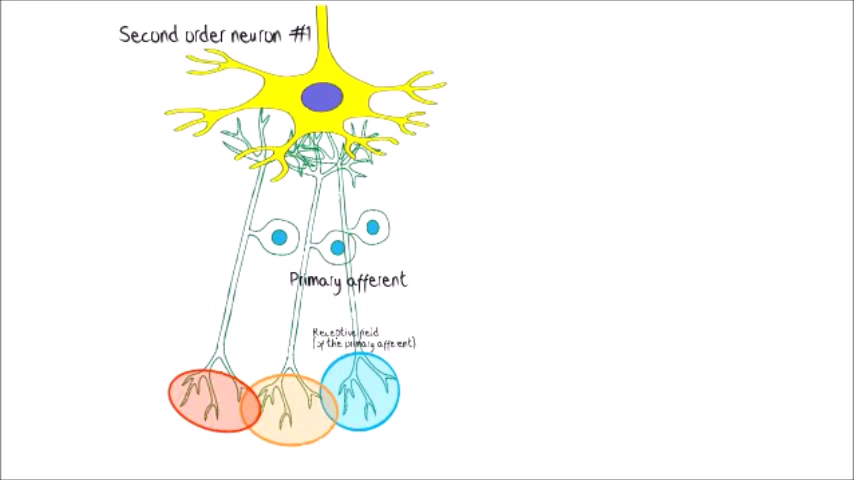 Second order neuron #1
Primary afferent
Receptive field
(of the primary afferent)